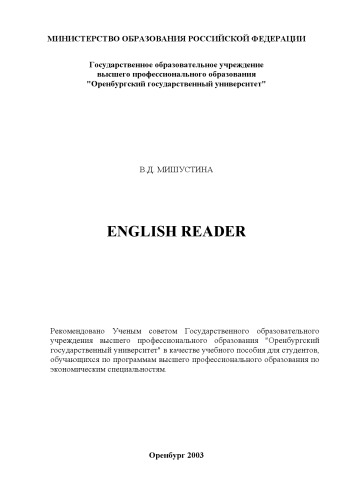 МИНИСТЕРСТВО ОБРАЗОВАНИЯ РОССИЙСКОЙ ФЕДЕРАЦИИ
Государственное образовательное учреждение
высшего профессионального образования
"Оренбургский государственный университет"
В.Д. МИШУСТИНА
ENGLISH READER
Рекомендовано Ученым советом Государственного образовательного
учреждения высшего профессионального образования "Оренбургский
государственный университет" в качестве учебного пособия для студентов,
обучающихся по программам высшего профессионального образования по
экономическим специальностям.
Оренбург 2003